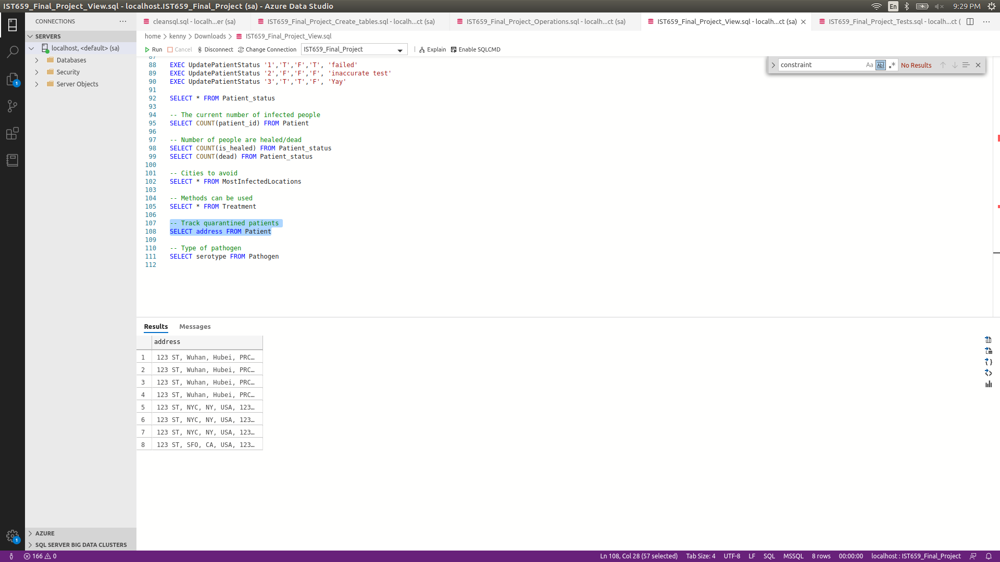 IST659_Final_Project_View.sql - localhost.IST659_Final_Project (sa) - Azure Data Studio
En
9:29 PM
CONNECTIONS
cleansql.sql - localh...er (sa)
IST659_Final_Project_Create_tables.sql - localh...ct (sa)
IST659_Final_Project_Operations.sql - localh...ct (sa)
IST659_Final_Project_View.sql - localh...ct (sa)
IST659_Final_Project_Tests.sql - localh...ct (
SERVERS
localhost, <default> (sa)
Databases
Security
Server Objects
AZURE
SQL SERVER BIG DATA CLUSTERS
1
1
home > kenny > Downloads > IST659_Final_Project_View.sql
Run Cancel Disconnect Change Connection IST659_Final_Project Explain Enable SQLCMD
constraint Aa Abl .* No Results
87
88 EXEC UpdatePatientStatus '1','T','F','T', 'failed'
89 EXEC UpdatePatientStatus '2','F','F','F', 'inaccurate test'
90 EXEC UpdatePatientStatus '3','T','T','F', 'Yay'
91
92 SELECT * FROM Patient_status
93
94 -- The current number of infected people
95 SELECT COUNT(patient_id) FROM Patient
96
97 -- Number of people are healed/dead
98 SELECT COUNT(is_healed) FROM Patient_status
99 SELECT COUNT(dead) FROM Patient_status
100
101 -- Cities to avoid
102 SELECT * FROM MostInfectedLocations
103
104 -- Methods can be used
105 SELECT * FROM Treatment
106
107 -- Track quarantined patients
108 SELECT address FROM Patient
109
110 -- Type of pathogen
111 SELECT serotype FROM Pathogen
112
Results Messages
address
1 123 ST, Wuhan, Hubei, PRC…
2 123 ST, Wuhan, Hubei, PRC…
3 123 ST, Wuhan, Hubei, PRC…
4 123 ST, Wuhan, Hubei, PRC…
5 123 ST, NYC, NY, USA, 123…
6 123 ST, NYC, NY, USA, 123…
7 123 ST, NYC, NY, USA, 123…
8 123 ST, SFO, CA, USA, 123…
166 0
Ln 108, Col 28 (57 selected) Tab Size: 4 UTF-8 LF SQL MSSQL 8 rows 00:00:00 localhost : IST659_Final_Project